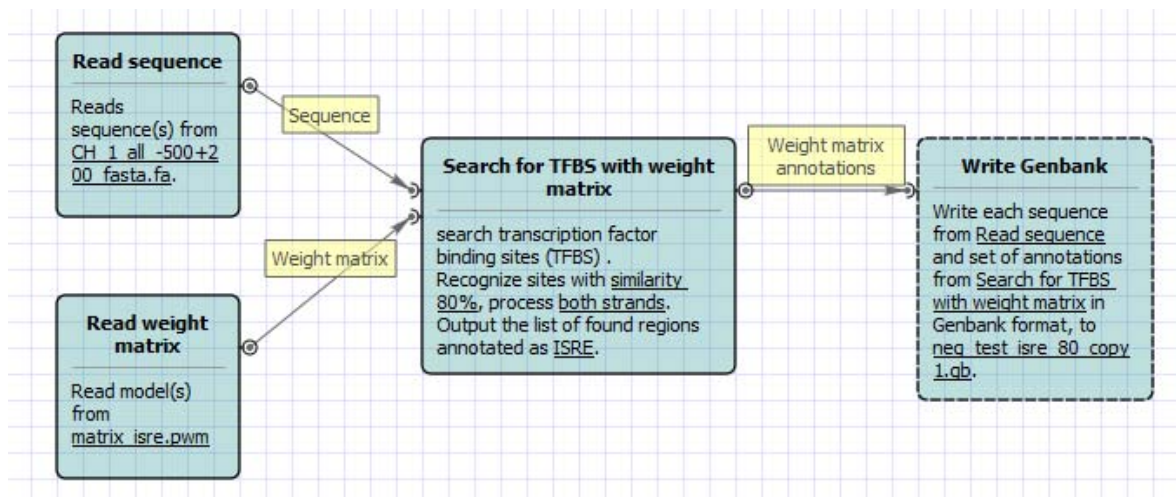 Read sequence
Reads
sequence(s) from
CH_1_all_-500+2
00_fasta.fa.
Sequence
Weight matrix
Read weight
matrix
Read model(s)
from
matrix_isre.pwm
Search for TFBS with weight
matrix
search transcription factor
binding sites (TFBS) .
Recognize sites with similarity
80%, process both strands.
Output the list of found regions
annotated as ISRE.
Weight matrix
annotations
Write Genbank
Write each sequence
from Read sequence
and set of annotations
from Search for TFBS
with weight matrix in
Genbank format, to
neg_test_isre_80_copy
1.gb.